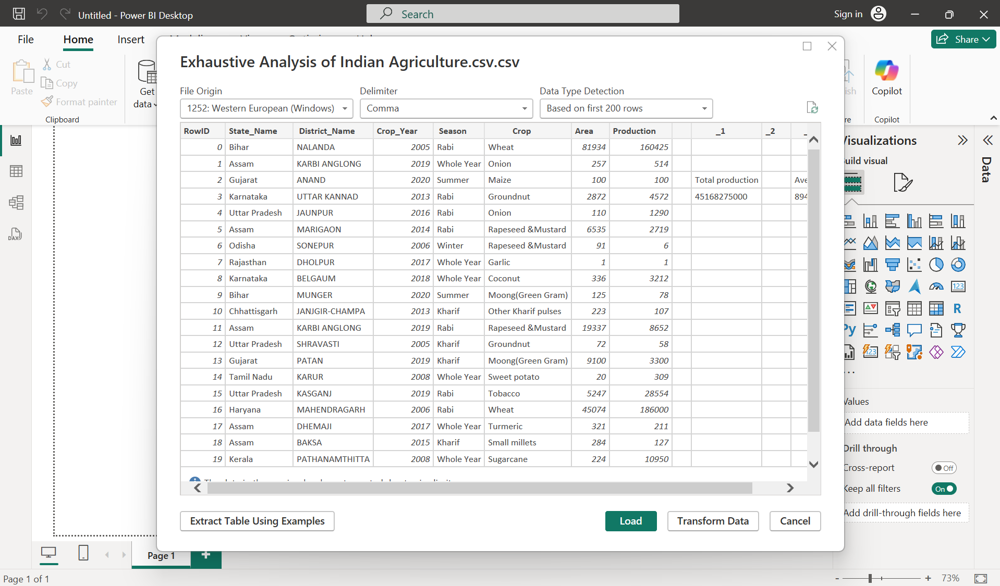 Untitled - Power BI Desktop
Search
Sign in
File
Home
Insert
Share
Paste
Cut
Copy
Format painter
Clipboard
Get data
Copilot
Copilot
Exhaustive Analysis of Indian Agriculture.csv.csv
File Origin
Delimiter
Data Type Detection
1252: Western European (Windows)
Comma
Based on first 200 rows
RowID State_Name District_Name Crop_Year Season Crop Area Production _1 _2
0 Bihar NALANDA 2005 Rabi Wheat 81934 160425
1 Assam KARBI ANGLONG 2019 Whole Year Onion 257 514
2 Gujarat ANAND 2020 Summer Maize 100 100 Total production Ave
3 Karnataka UTTAR KANNAD 2013 Rabi Groundnut 2872 4572 45168275000 894
4 Uttar Pradesh JAUNPUR 2016 Rabi Onion 110 1290
5 Assam MARIGAON 2014 Rabi Rapeseed &Mustard 6535 2719
6 Odisha SONEPUR 2006 Winter Rapeseed &Mustard 91 6
7 Rajasthan DHOLPUR 2017 Whole Year Garlic 1 1
8 Karnataka BELGAUM 2018 Whole Year Coconut 336 3212
9 Bihar MUNGER 2020 Summer Moong(Green Gram) 125 78
10 Chhattisgarh JANJGIR-CHAMPA 2013 Kharif Other Kharif pulses 223 107
11 Assam KARBI ANGLONG 2019 Rabi Rapeseed &Mustard 19337 8652
12 Uttar Pradesh SHRAVASTI 2005 Kharif Groundnut 72 58
13 Gujarat PATAN 2019 Kharif Moong(Green Gram) 9100 3300
14 Tamil Nadu KARUR 2008 Whole Year Sweet potato 20 309
15 Uttar Pradesh KASGANJ 2019 Rabi Tobacco 5247 28554
16 Haryana MAHENDRAGARH 2006 Rabi Wheat 45074 186000
17 Assam DHEMAJI 2017 Whole Year Turmeric 321 211
18 Assam BAKSA 2015 Kharif Small millets 284 127
19 Kerala PATHANAMTHITTA 2008 Whole Year Sugarcane 224 10950
Extract Table Using Examples
Load
Transform Data
Cancel
Visualizations
uild visual
Data
123
R
Py
123
Values
Add data fields here
Drill through
Cross-report
Off
Keep all filters
On
Add drill-through fields here
DAX
Page 1
Page 1 of 1
73%